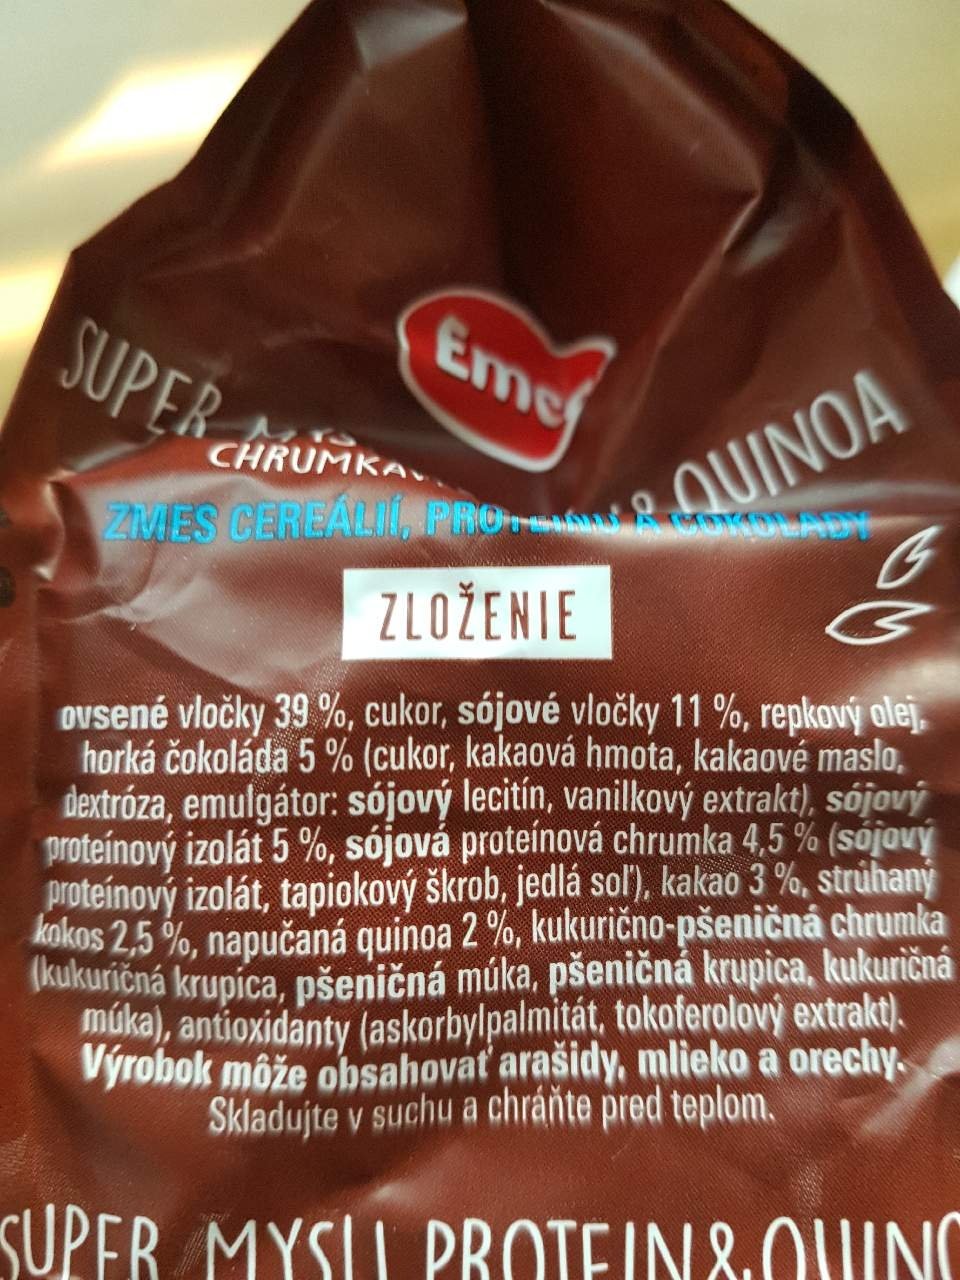 Emco
SUPER
& QUINOA
ZMES CEREÁLIÍ, PROTEÍNU A ČOKOLÁDY
ZLOŽENIE
ovsené vločky 39 %, cukor, sójové vločky 11 %, repkový olej,
horká čokoláda 5 % (cukor, kakaová hmota, kakaové maslo,
dextróza, emulgátor: sójový lecitín, vanilkový extrakt), sójový
proteínový izolát 5 %, sójová proteínová chrumka 4,5 % (sójový
proteínový izolát, tapiokový škrob, jedlá soľ), kakao 3 %, strúhaný
kokos 2,5 %, napučaná quinoa 2 %, kukurično-pšeničná chrumka
(kukuričná krupica, pšeničná múka, pšeničná krupica, kukuričná
múka), antioxidanty (askorbylpalmitát, tokoferolový extrakt).
Výrobok môže obsahovať arašidy, mlieko a orechy.
Skladujte v suchu a chráňte pred teplom.
SUPER MYSLI PROTEIN & QUINO